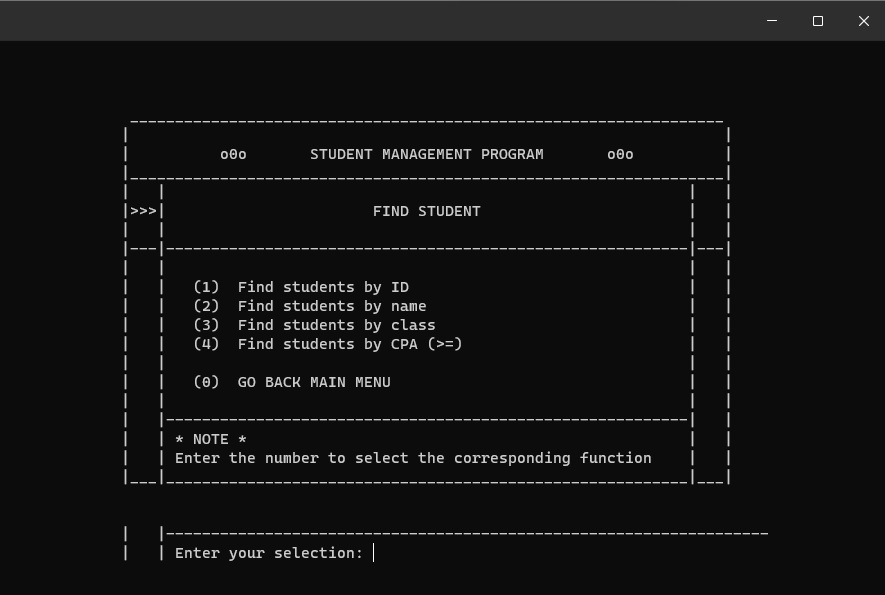 o0o STUDENT MANAGEMENT PROGRAM o0o
>>> FIND STUDENT
(1) Find students by ID
(2) Find students by name
(3) Find students by class
(4) Find students by CPA (>=)
(0) GO BACK MAIN MENU
* NOTE *
Enter the number to select the corresponding function
Enter your selection: